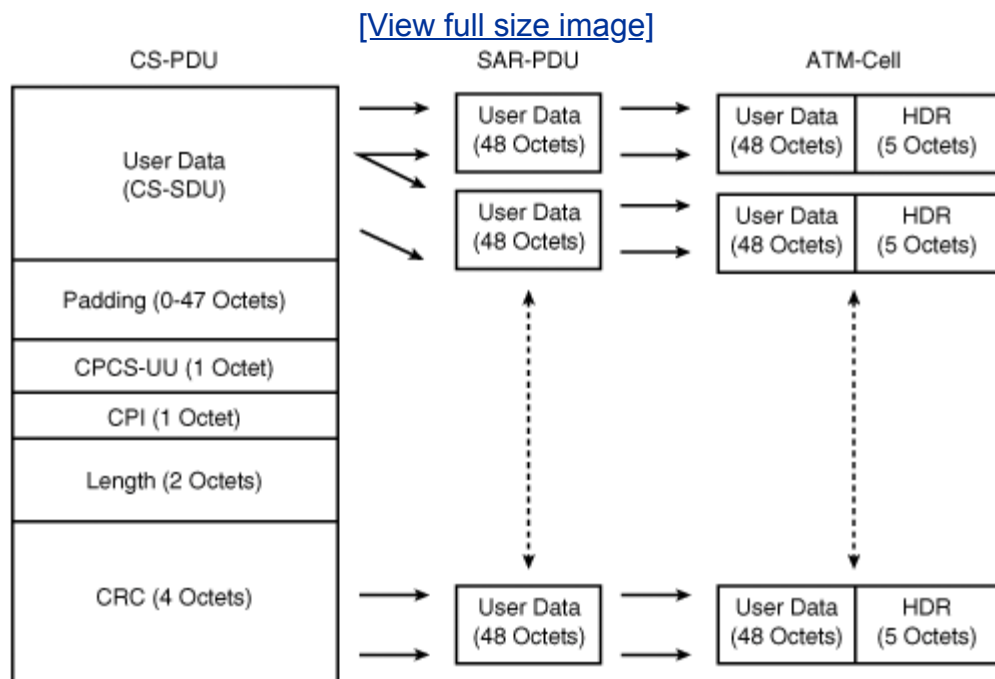 [View full size image]
CS-PDU
SAR-PDU
ATM-Cell
User Data
(CS-SDU)
Padding (0-47 Octets)
CPCS-UU (1 Octet)
CPI (1 Octet)
Length (2 Octets)
CRC (4 Octets)
User Data
(48 Octets)
User Data
(48 Octets)
User Data
(48 Octets)
User Data
(48 Octets)
HDR
(5 Octets)
User Data
(48 Octets)
HDR
(5 Octets)
User Data
(48 Octets)
HDR
(5 Octets)